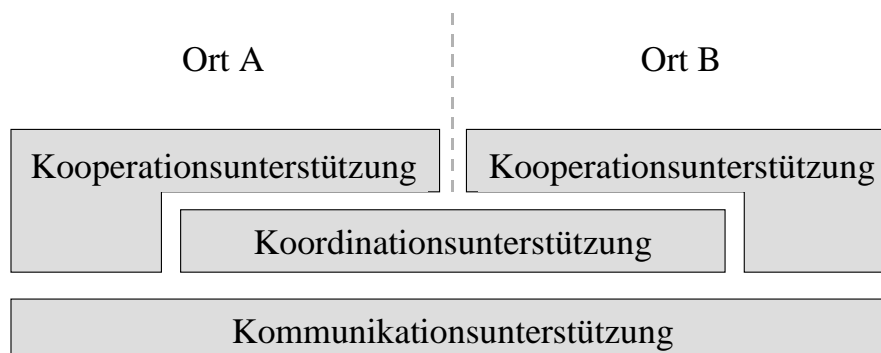 Ort A
Ort B
Kooperationsunterstützung
Kooperationsunterstützung
Koordinationsunterstützung
Kommunikationsunterstützung